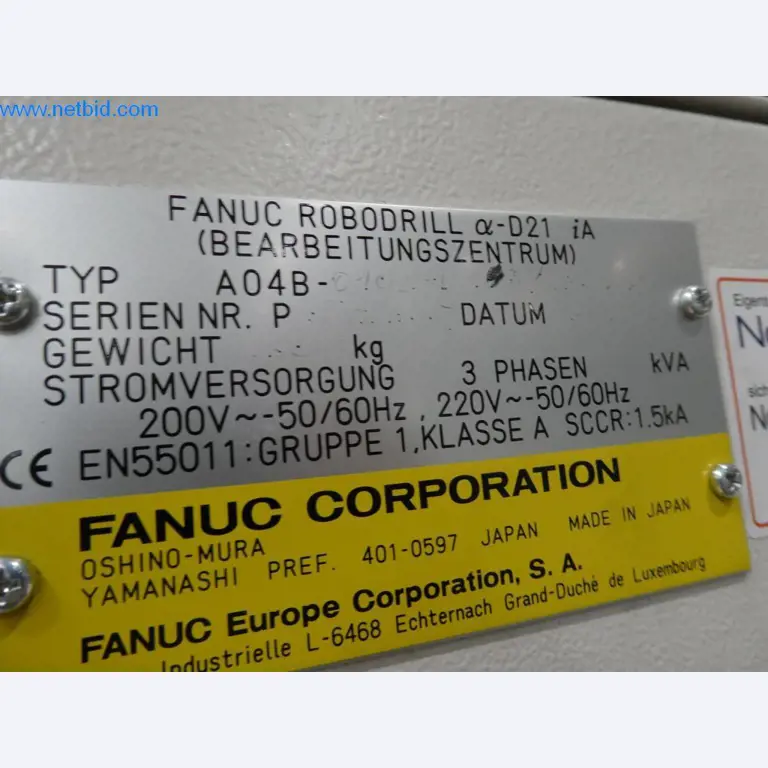 www.netbid.com
FANUC ROBODRILL α-D21 iA
(BEARBEITUNGSZENTRUM)
TYP A04B-
SERIEN NR. P DATUM
GEWICHT kg
STROMVERSORGUNG 3 PHASEN kVA
200V~-50/60Hz, 220V~-50/60Hz
CE EN55011:GRUPPE 1,KLASSE A SCCR:1.5kA
FANUC CORPORATION
OSHINO-MURA
YAMANASHI PREF. 401-0597 JAPAN MADE IN JAPAN
FANUC Europe Corporation, S. A.
Industrielle L-6468 Echternach Grand-Duché de Luxembourg